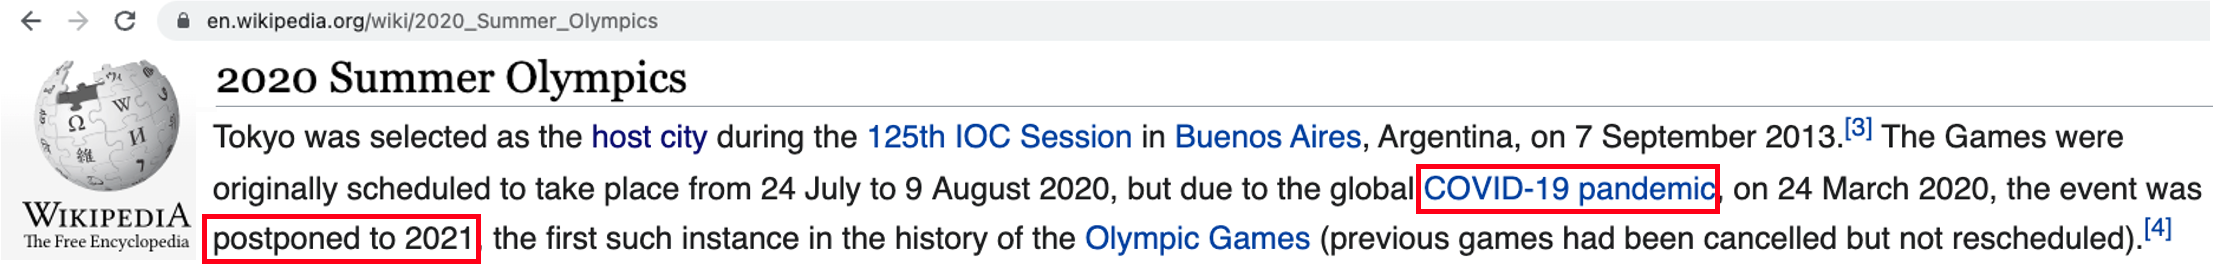 en.wikipedia.org/wiki/2020_Summer_Olympics
2020 Summer Olympics
Tokyo was selected as the host city during the 125th IOC Session in Buenos Aires, Argentina, on 7 September 2013.[3] The Games were
originally scheduled to take place from 24 July to 9 August 2020, but due to the global COVID-19 pandemic, on 24 March 2020, the event was
postponed to 2021, the first such instance in the history of the Olympic Games (previous games had been cancelled but not rescheduled).[4]
Ω
W
И
維
7
WIKIPEDIA
The Free Encyclopedia